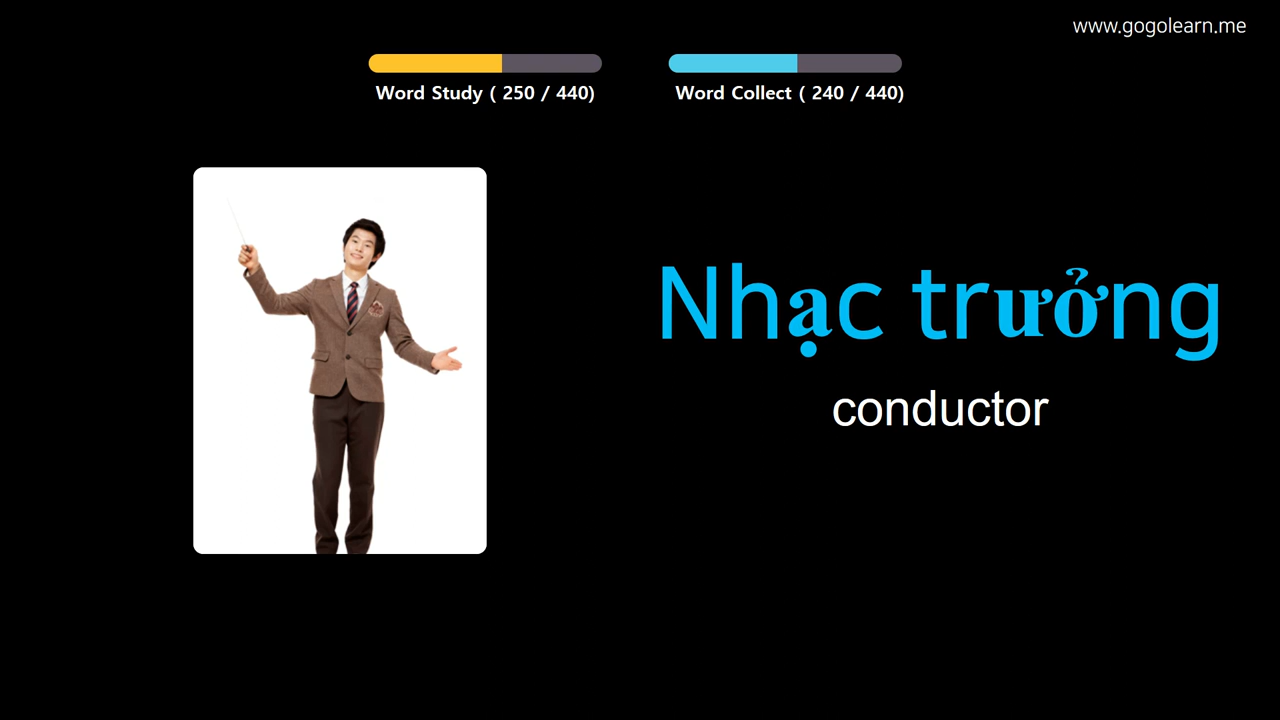 www.gogolearn.me
Word Study ( 250 / 440)
Word Collect ( 240 / 440)
Nhạc trưởng
conductor